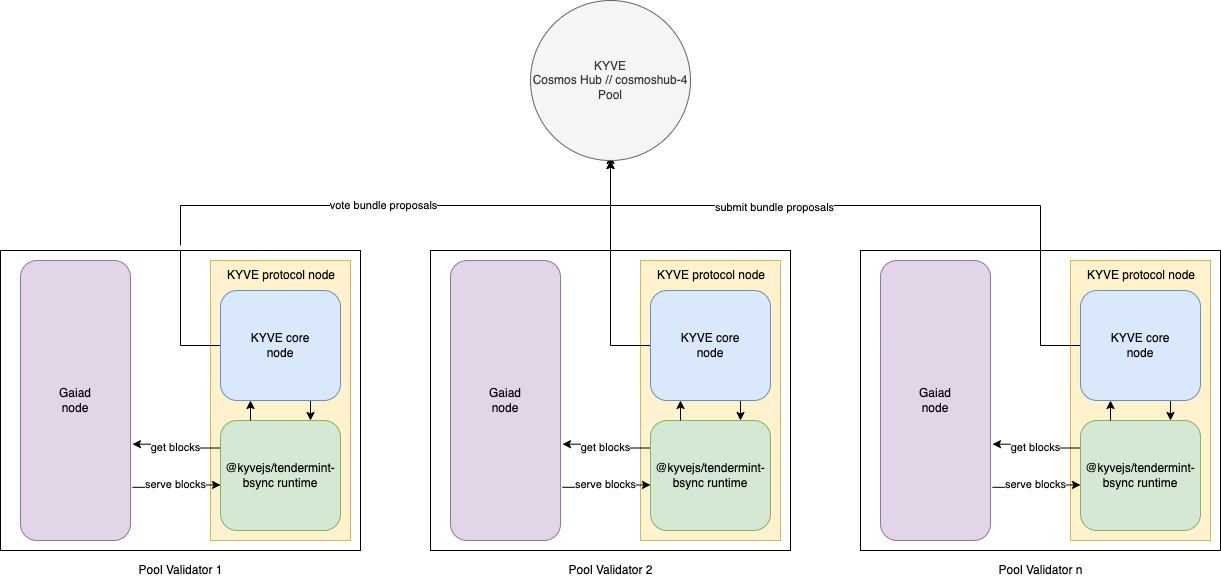 KYVE
Cosmos Hub // cosmoshub-4
Pool
vote bundle proposals
submit bundle proposals
Gaiad
node
KYVE protocol node
KYVE core
node
get blocks
serve blocks
@kyvejs/tendermint-
bsync runtime
Pool Validator 1
Gaiad
node
KYVE protocol node
KYVE core
node
get blocks
serve blocks
@kyvejs/tendermint-
bsync runtime
Pool Validator 2
Gaiad
node
KYVE protocol node
KYVE core
node
get blocks
serve blocks
@kyvejs/tendermint-
bsync runtime
Pool Validator n